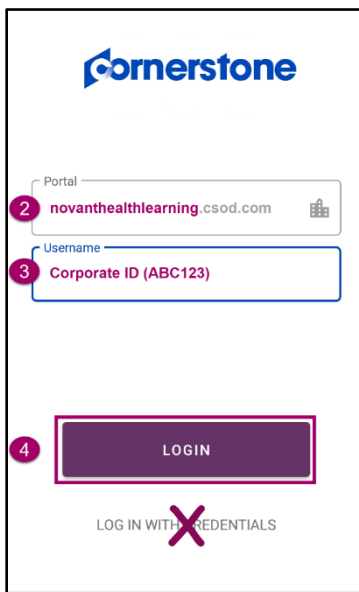 Cornerstone
Portal
2 novanthealthlearning.csod.com
Username
3 Corporate ID (ABC123)
4 LOGIN
LOG IN WITH CREDENTIALS